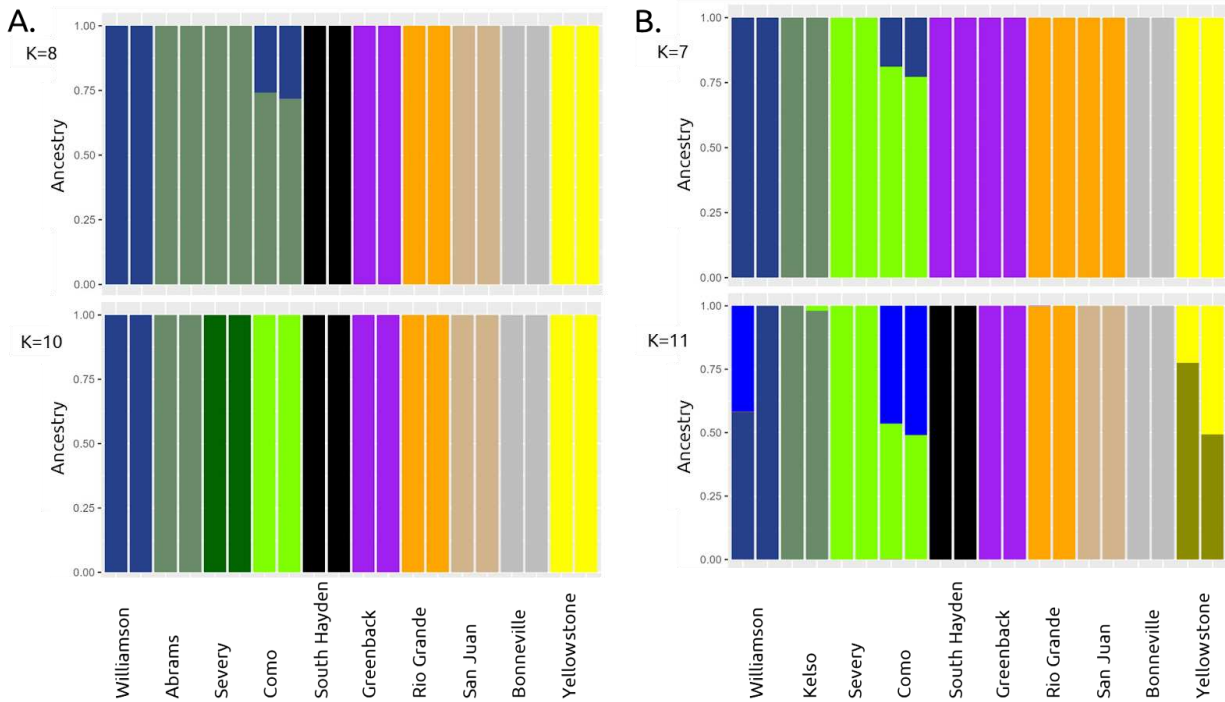 A.
K=8
1.00
0.75
0.50
0.25
0.00
Ancestry
K=10
1.00
0.75
0.50
0.25
0.00
Ancestry
Williamson
Abrams
Severy
Como
South Hayden
Greenback
Rio Grande
San Juan
Bonneville
Yellowstone
B.
K=7
1.00
0.75
0.50
0.25
0.00
Ancestry
K=11
1.00
0.75
0.50
0.25
0.00
Ancestry
Williamson
Kelso
Severy
Como
South Hayden
Greenback
Rio Grande
San Juan
Bonneville
Yellowstone